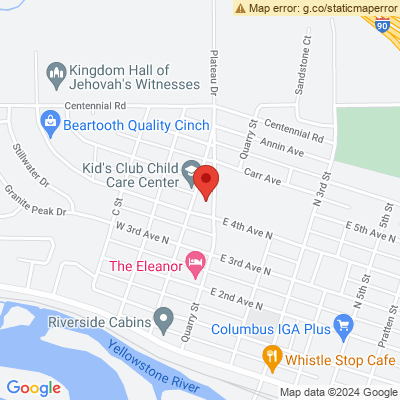 Map error: g.co/staticmaperror
90
Plateau Dr
Sandstone Ct
Kingdom Hall of
Jehovah's Witnesses
Centennial Rd
Centennial Rd
Beartooth Quality Cinch
Annin Ave
Quarry St
Stillwater Dr
Kid's Club Child
Care Center
Carr Ave
N 3rd St
Granite Peak Dr
C St
W 3rd Ave N
E 4th Ave N
E 5th Ave N
5th St
The Eleanor
E 3rd Ave N
N 5th St
E 2nd Ave N
Quarry St
Riverside Cabins
Columbus IGA Plus
Pratten St
Yellowstone River
Whistle Stop Cafe
Google
Map data ©2024 Google